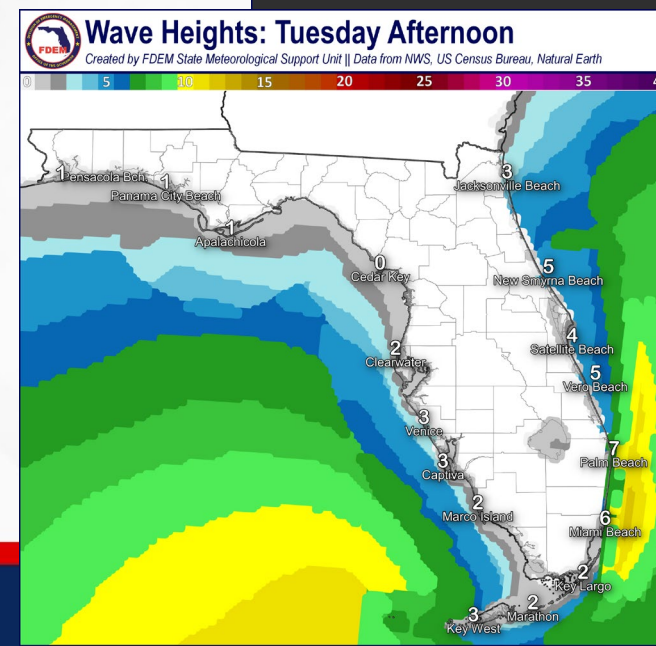 Wave Heights: Tuesday Afternoon
Created by FDEM State Meteorological Support Unit || Data from NWS, US Census Bureau, Natural Earth
FDEM
0 5 10 15 20 25 30 35
1 Pensacola Bch
1
Panama City Beach
1
Apalachicola
3
Jacksonville Beach
0
Cedar Key
5
New Smyrna Beach
4
Satellite Beach
2
Clearwater
5
Vero Beach
3
Venice
7
Palm Beach
3
Captiva
2
Marco Island
6
Miami Beach
2
Key Largo
2
Marathon
3
Key West